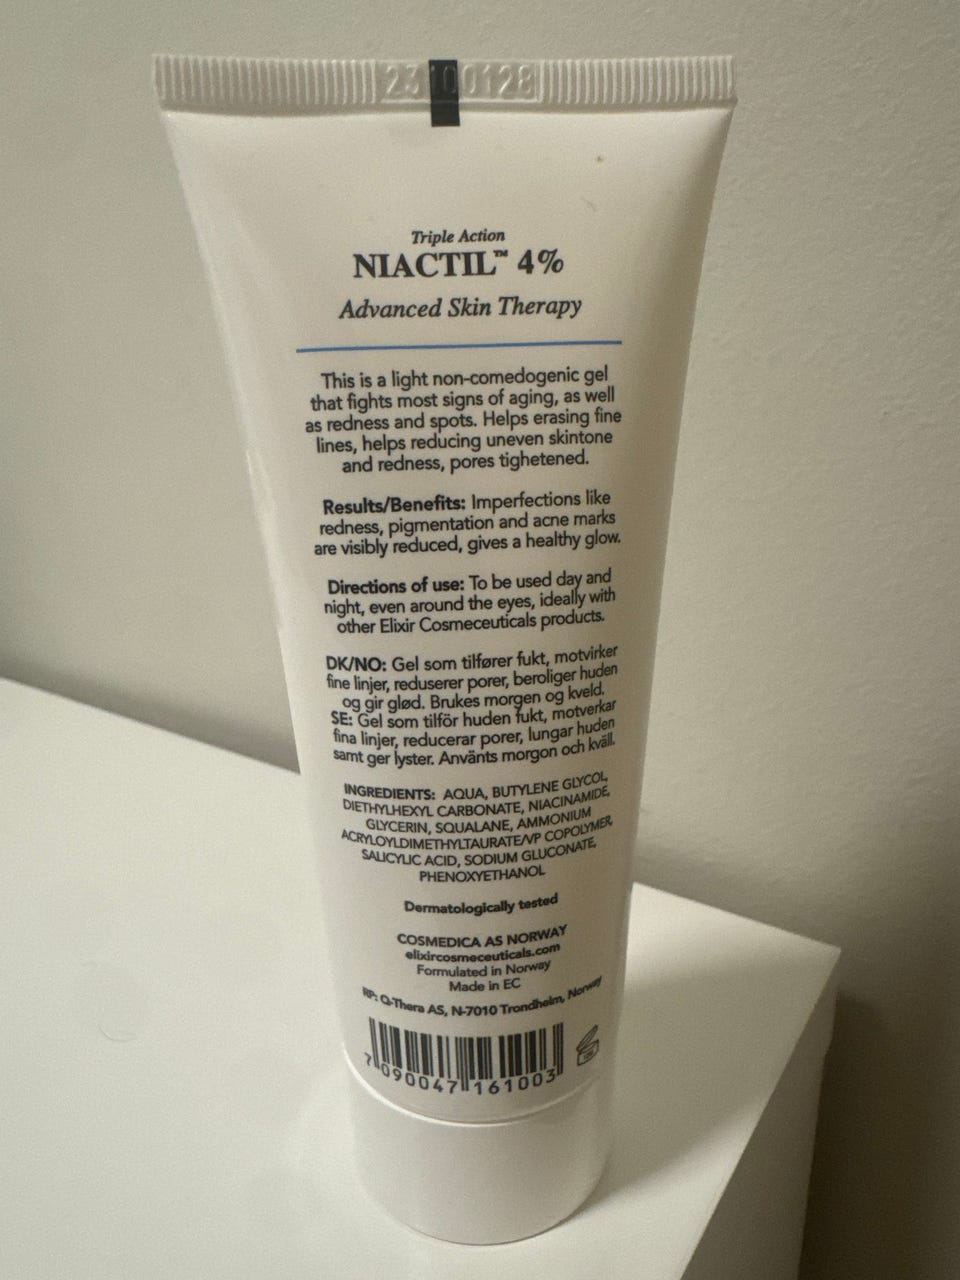 23100128
Triple Action
NIACTIL™ 4%
Advanced Skin Therapy
This is a light non-comedogenic gel
that fights most signs of aging, as well
as redness and spots. Helps erasing fine
lines, helps reducing uneven skintone
and redness, pores tighetened.
Results/Benefits: Imperfections like
redness, pigmentation and acne marks
are visibly reduced, gives a healthy glow.
Directions of use: To be used day and
night, even around the eyes, ideally with
other Elixir Cosmeceuticals products.
DK/NO: Gel som tilfører fukt, motvirker
fine linjer, reduserer porer, beroliger huden
og gir glød. Brukes morgen og kveld.
SE: Gel som tilför huden fukt, motverkar
fina linjer, reducerar porer, lungar huden
samt ger lyster. Använts morgon och kväll.
INGREDIENTS: AQUA, BUTYLENE GLYCOL,
DIETHYLHEXYL CARBONATE, NIACINAMIDE,
GLYCERIN, SQUALANE, AMMONIUM
ACRYLOYLDIMETHYLTAURATE/VP COPOLYMER,
SALICYLIC ACID, SODIUM GLUCONATE,
PHENOXYETHANOL
Dermatologically tested
COSMEDICA AS NORWAY
elixircosmeceuticals.com
Formulated in Norway
Made in EC
RP: Q-Thera AS, N-7010 Trondheim, Norway
7 090047 161003